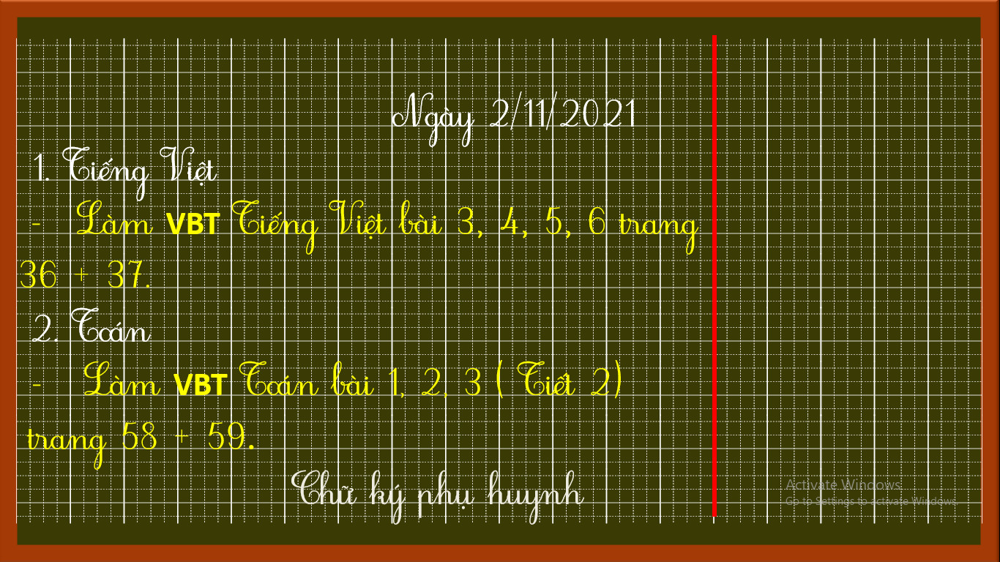 Ngày 2/11/2021
1. Tiếng Việt
- Làm VBT Tiếng Việt bài 3, 4, 5, 6 trang
36 + 37.
2. Toán
- Làm VBT Toán bài 1, 2, 3 ( Tiết 2)
trang 58 + 59.
Chữ ký phụ huynh
Activate Windows
Go to Settings to activate Windows.